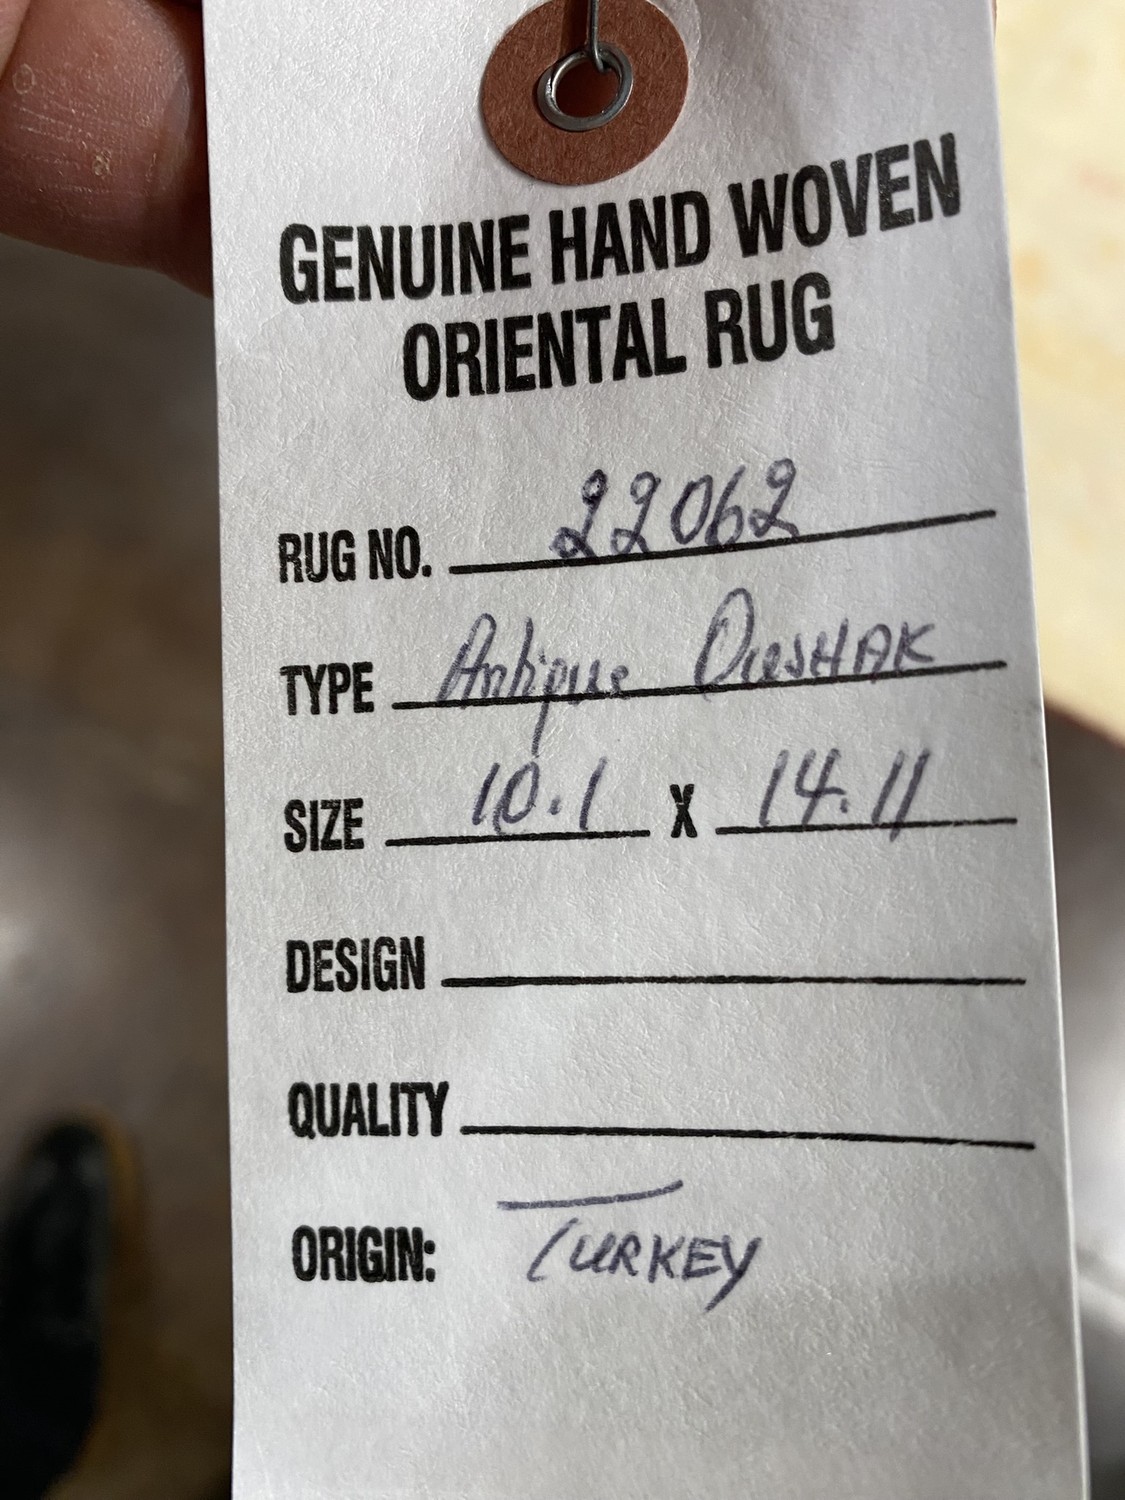 GENUINE HAND WOVEN
ORIENTAL RUG
RUG NO. 22062
TYPE Antique OUSHAK
SIZE 10.1 X 14.11
DESIGN
QUALITY
ORIGIN: TURKEY